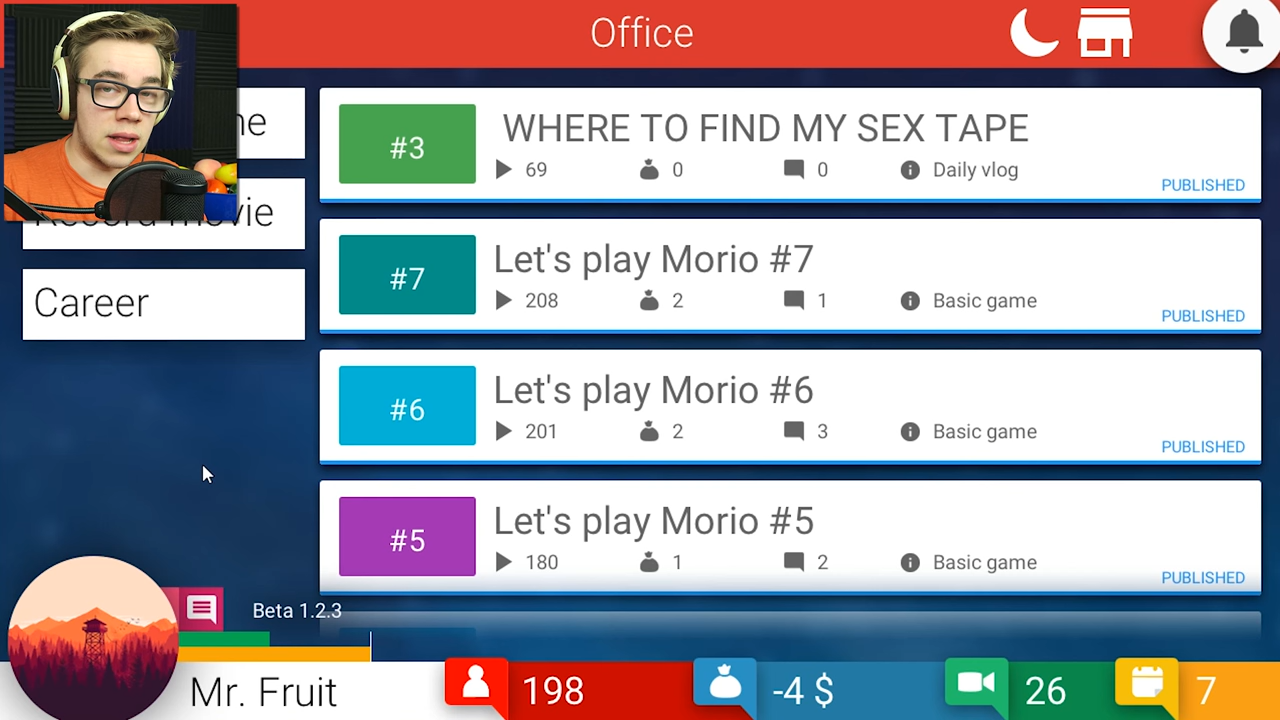 Office
ne
#3
WHERE TO FIND MY SEX TAPE
69 0 0 Daily vlog
PUBLISHED
Record movie
#7
Let's play Morio #7
208 2 1 Basic game
PUBLISHED
Career
#6
Let's play Morio #6
201 2 3 Basic game
PUBLISHED
#5
Let's play Morio #5
180 1 2 Basic game
PUBLISHED
Beta 1.2.3
Mr. Fruit
198 -4 $ 26 7